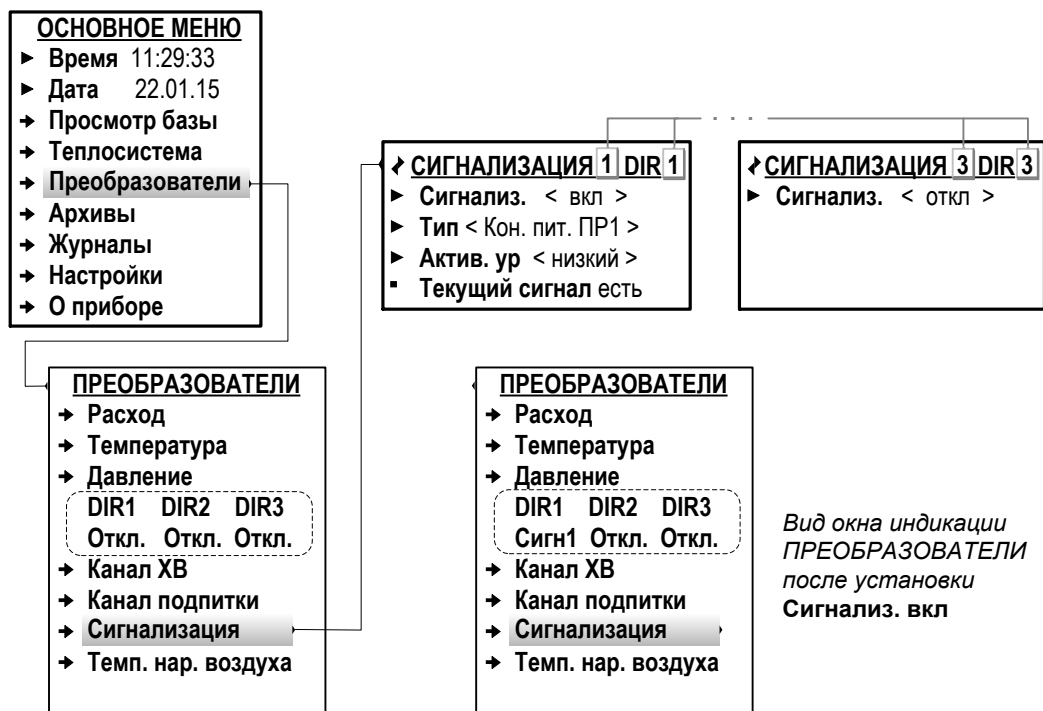 ОСНОВНОЕ МЕНЮ
Время 11:29:33
Дата 22.01.15
Просмотр базы
Теплосистема
Преобразователи
Архивы
Журналы
Настройки
О приборе
СИГНАЛИЗАЦИЯ 1 DIR 1
Сигнализ. < вкл >
Тип < Кон. пит. ПР1 >
Актив. ур < низкий >
Текущий сигнал есть
СИГНАЛИЗАЦИЯ 3 DIR 3
Сигнализ. < откл >
ПРЕОБРАЗОВАТЕЛИ
Расход
Температура
Давление
DIR1 DIR2 DIR3
Откл. Откл. Откл.
Канал ХВ
Канал подпитки
Сигнализация
Темп. нар. воздуха
ПРЕОБРАЗОВАТЕЛИ
Расход
Температура
Давление
DIR1 DIR2 DIR3
Сигн1 Откл. Откл.
Канал ХВ
Канал подпитки
Сигнализация
Темп. нар. воздуха
Вид окна индикации
ПРЕОБРАЗОВАТЕЛИ
после установки
Сигнализ. вкл